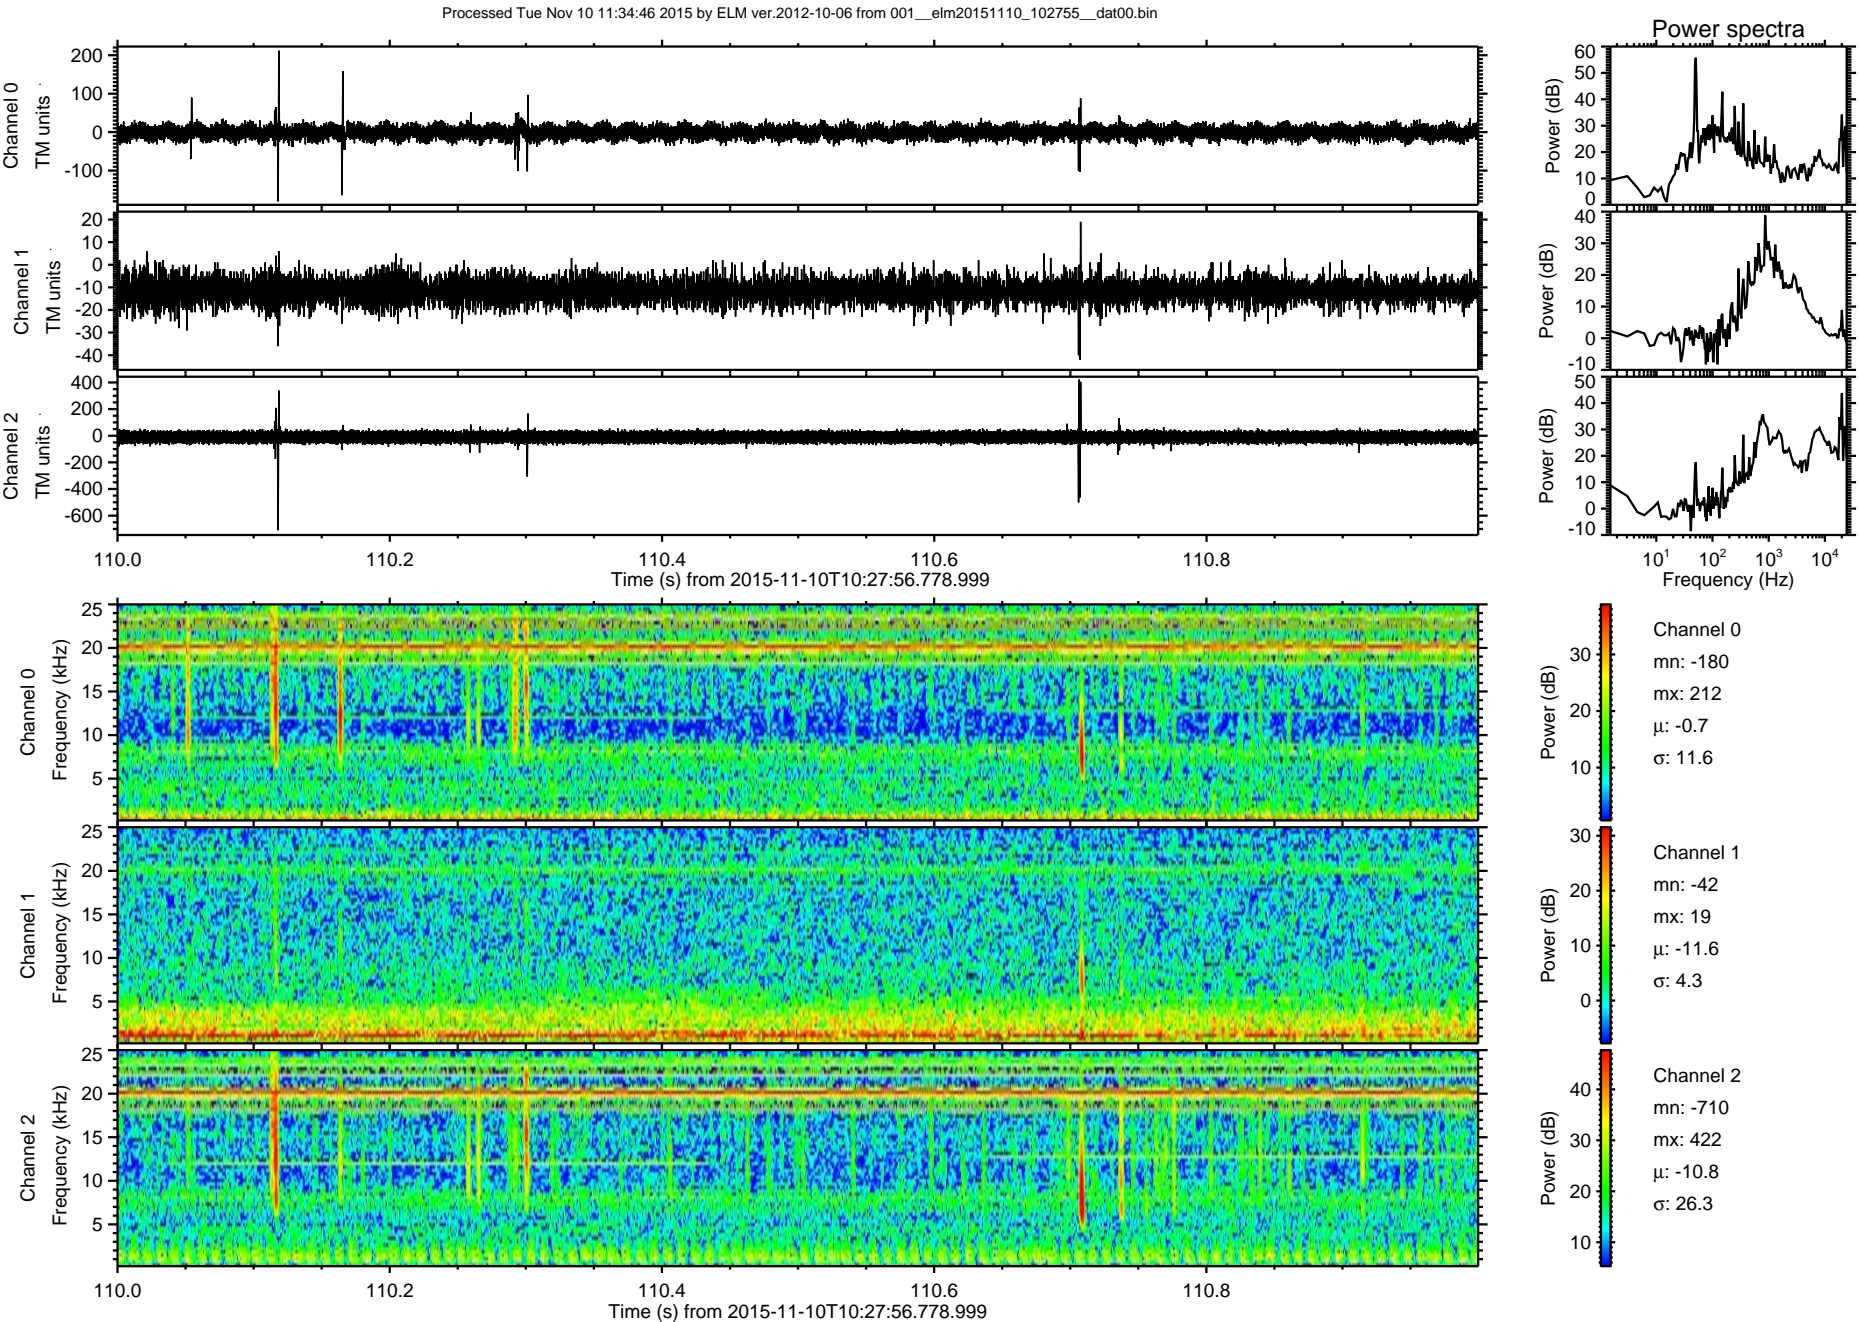 Processed Tue Nov 10 11:34:46 2015 by ELM ver.2012-10-06 from 001__elm20151110_102755__dat00.bin
Power spectra
Channel 0
TM units
200
100
0
-100
Power (dB)
60
50
40
30
20
10
0
Channel 1
TM units
20
10
0
-10
-20
-30
-40
Power (dB)
40
30
20
10
0
-10
Channel 2
TM units
400
200
0
-200
-400
-600
Power (dB)
50
40
30
20
10
0
-10
110.0 110.2 110.4 110.6 110.8
Time (s) from 2015-11-10T10:27:56.778.999
10¹ 10² 10³ 10⁴
Frequency (Hz)
Channel 0
Frequency (kHz)
25
20
15
10
5
Power (dB)
30
20
10
Channel 0
mn: -180
mx: 212
μ: -0.7
σ: 11.6
Channel 1
Frequency (kHz)
25
20
15
10
5
Power (dB)
30
20
10
0
Channel 1
mn: -42
mx: 19
μ: -11.6
σ: 4.3
Channel 2
Frequency (kHz)
25
20
15
10
5
Power (dB)
40
30
20
10
Channel 2
mn: -710
mx: 422
μ: -10.8
σ: 26.3
110.0 110.2 110.4 110.6 110.8
Time (s) from 2015-11-10T10:27:56.778.999